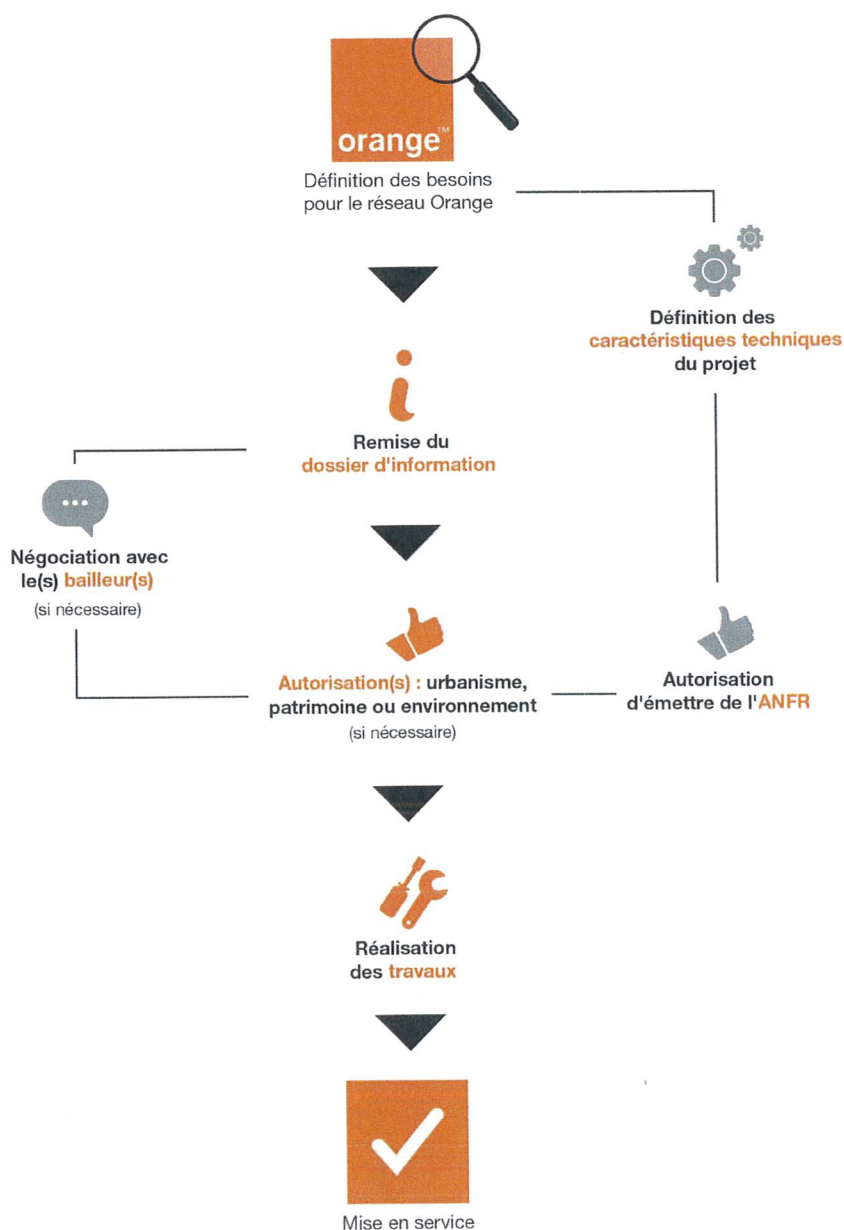 orange™
Définition des besoins
pour le réseau Orange
Définition des
caractéristiques techniques
du projet
Remise du
dossier d'information
Négociation avec
le(s) bailleur(s)
(si nécessaire)
Autorisation(s) : urbanisme,
patrimoine ou environnement
(si nécessaire)
Autorisation
d'émettre de l'ANFR
Réalisation
des travaux
Mise en service